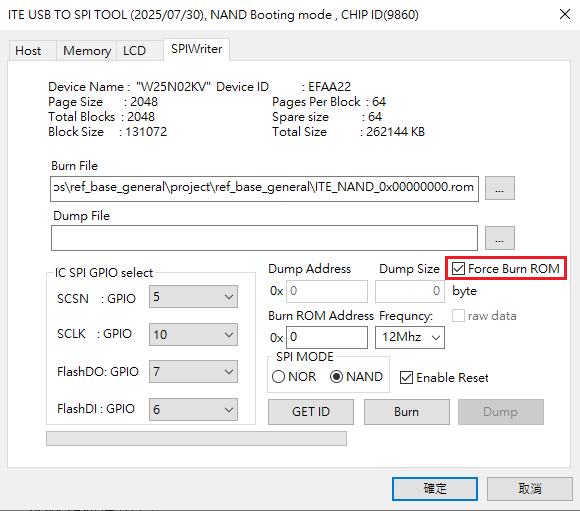 ITE USB TO SPI TOOL (2025/07/30), NAND Booting mode , CHIP ID(9860)
Host Memory LCD SPIWriter
Device Name : "W25N02KV" Device ID : EFAA22
Page Size : 2048 Pages Per Block : 64
Total Blocks : 2048 Spare size : 64
Block Size : 131072 Total Size : 262144 KB
Burn File
os\ref_base_general\project\ref_base_general\ITE_NAND_0x00000000.rom ...
Dump File
...
IC SPI GPIO select
SCSN : GPIO 5
SCLK : GPIO 10
FlashDO: GPIO 7
FlashDI : GPIO 6
Dump Address Dump Size Force Burn ROM
0x 0 0 byte
Burn ROM Address Frequncy: raw data
0x 0 12Mhz
SPI MODE
NOR NAND Enable Reset
GET ID Burn Dump
確定 取消